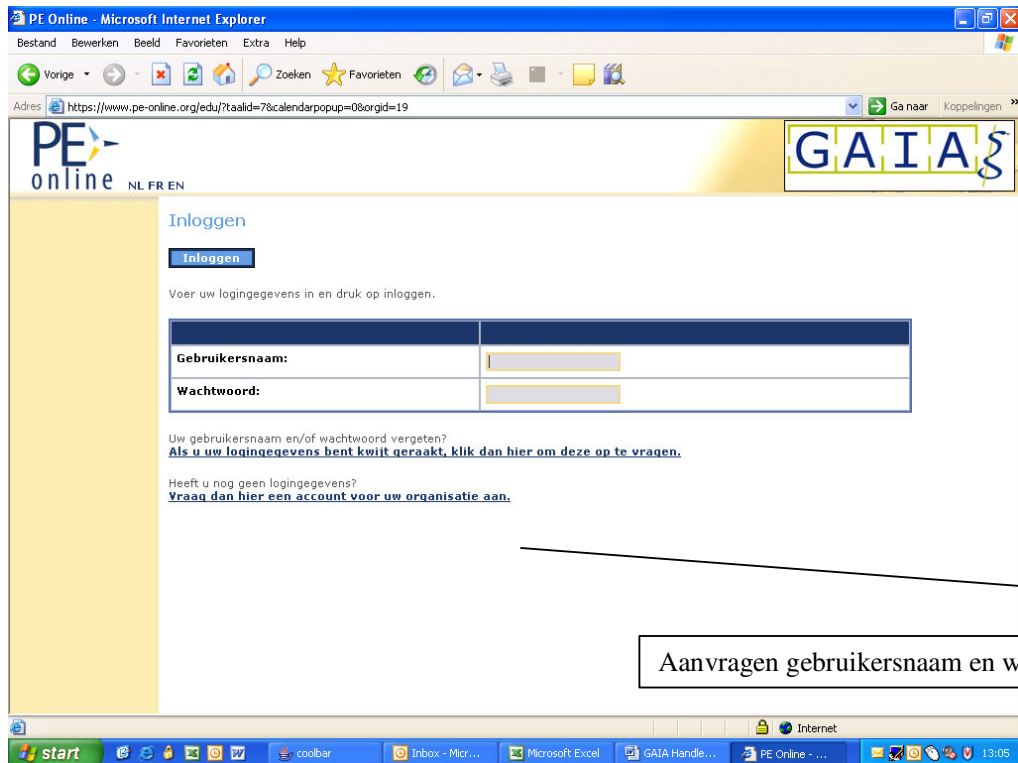 PE Online - Microsoft Internet Explorer
Bestand Bewerken Beeld Favorieten Extra Help
Vorige Zoeken Favorieten
Adres https://www.pe-online.org/edu/?taalid=7&calendarpopup=0&orgid=19 Ga naar Koppelingen »
PE online NL FR EN
GAIA
Inloggen
Inloggen
Voer uw logingegevens in en druk op inloggen.
Gebruikersnaam:
Wachtwoord:
Uw gebruikersnaam en/of wachtwoord vergeten?
Als u uw logingegevens bent kwijt geraakt, klik dan hier om deze op te vragen.
Heeft u nog geen logingegevens?
Vraag dan hier een account voor uw organisatie aan.
Aanvragen gebruikersnaam en w
Internet
start coolbar Inbox - Micr... Microsoft Excel GAIA Handle... PE Online - ... 13:05